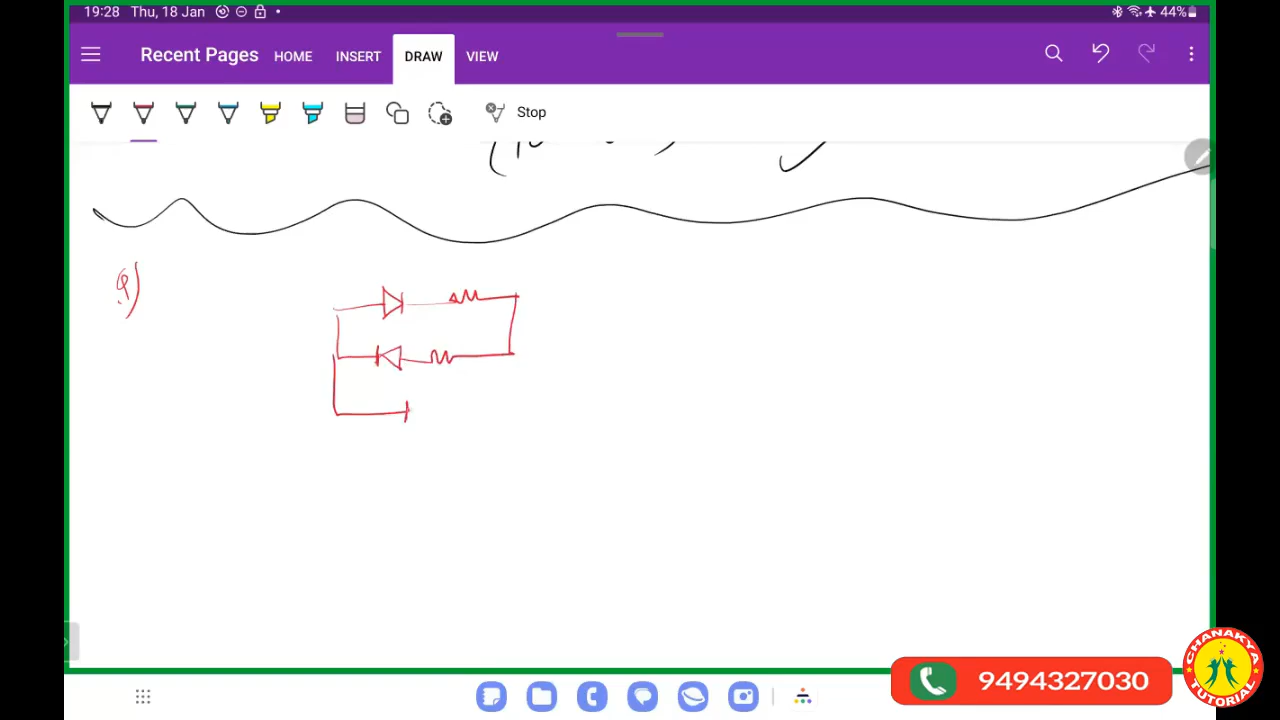 19:28 Thu, 18 Jan 44%
Recent Pages HOME INSERT DRAW VIEW
Stop
9)
9494327030
CHANAKYA
TUTORIAL